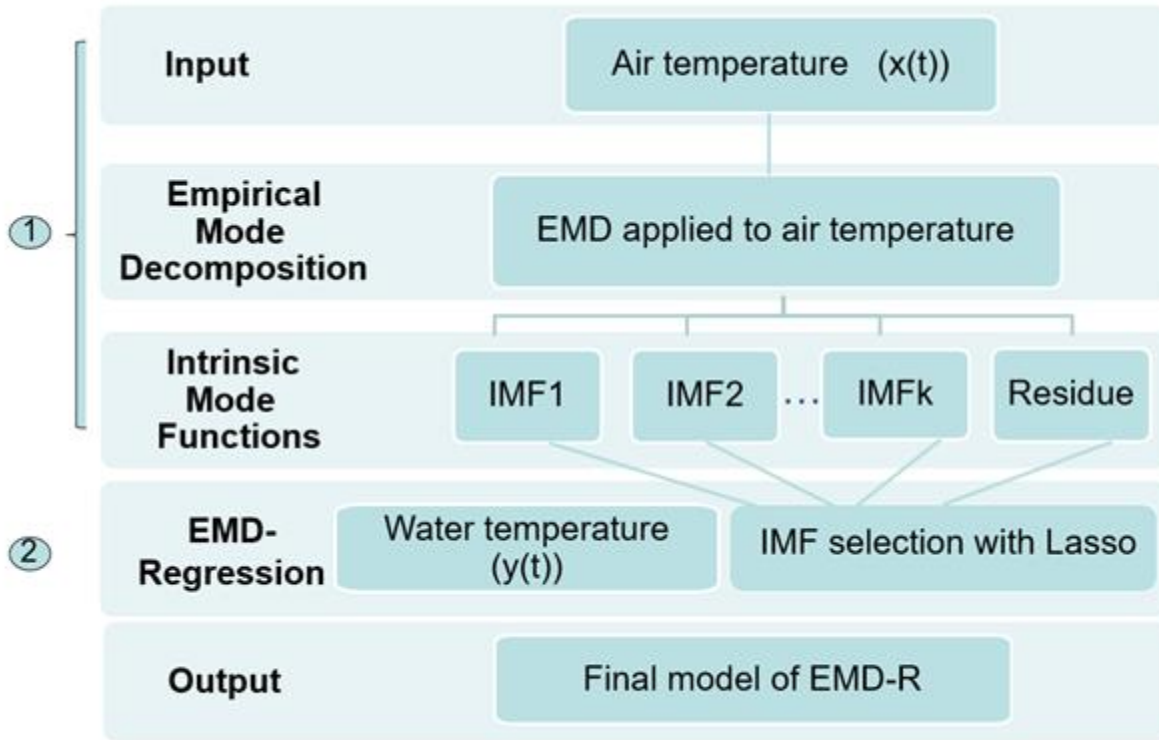 Input
Air temperature (x(t))
1
Empirical
Mode
Decomposition
EMD applied to air temperature
Intrinsic
Mode
Functions
IMF1
IMF2
...
IMFk
Residue
2
EMD-
Regression
Water temperature
(y(t))
IMF selection with Lasso
Output
Final model of EMD-R